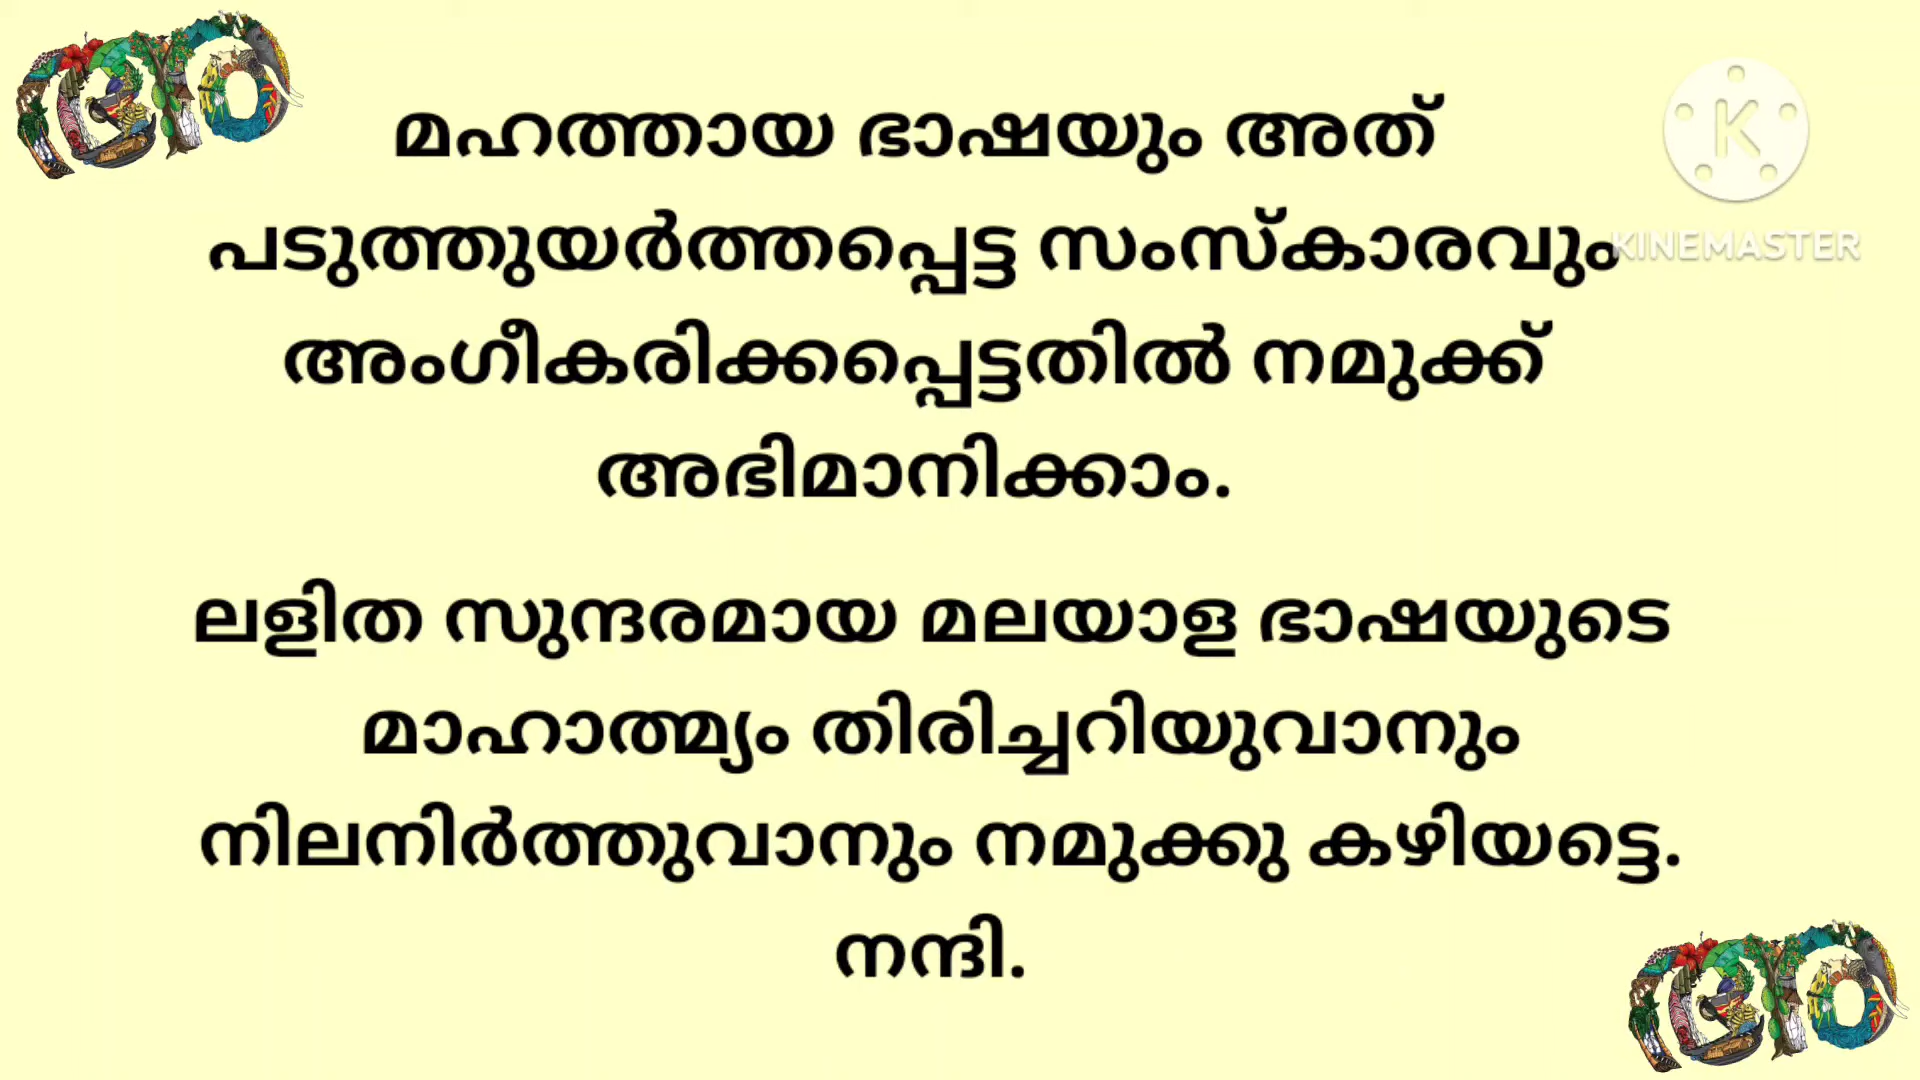 മഹത്തായ ഭാഷയും അത്
പടുത്തുയർത്തപ്പെട്ട സംസ്കാരവും
അംഗീകരിക്കപ്പെട്ടതിൽ നമുക്ക്
അഭിമാനിക്കാം.
ലളിത സുന്ദരമായ മലയാള ഭാഷയുടെ
മാഹാത്മ്യം തിരിച്ചറിയുവാനും
നിലനിർത്തുവാനും നമുക്കു കഴിയട്ടെ.
നന്ദി.
K
KINEMASTER
അ
അ